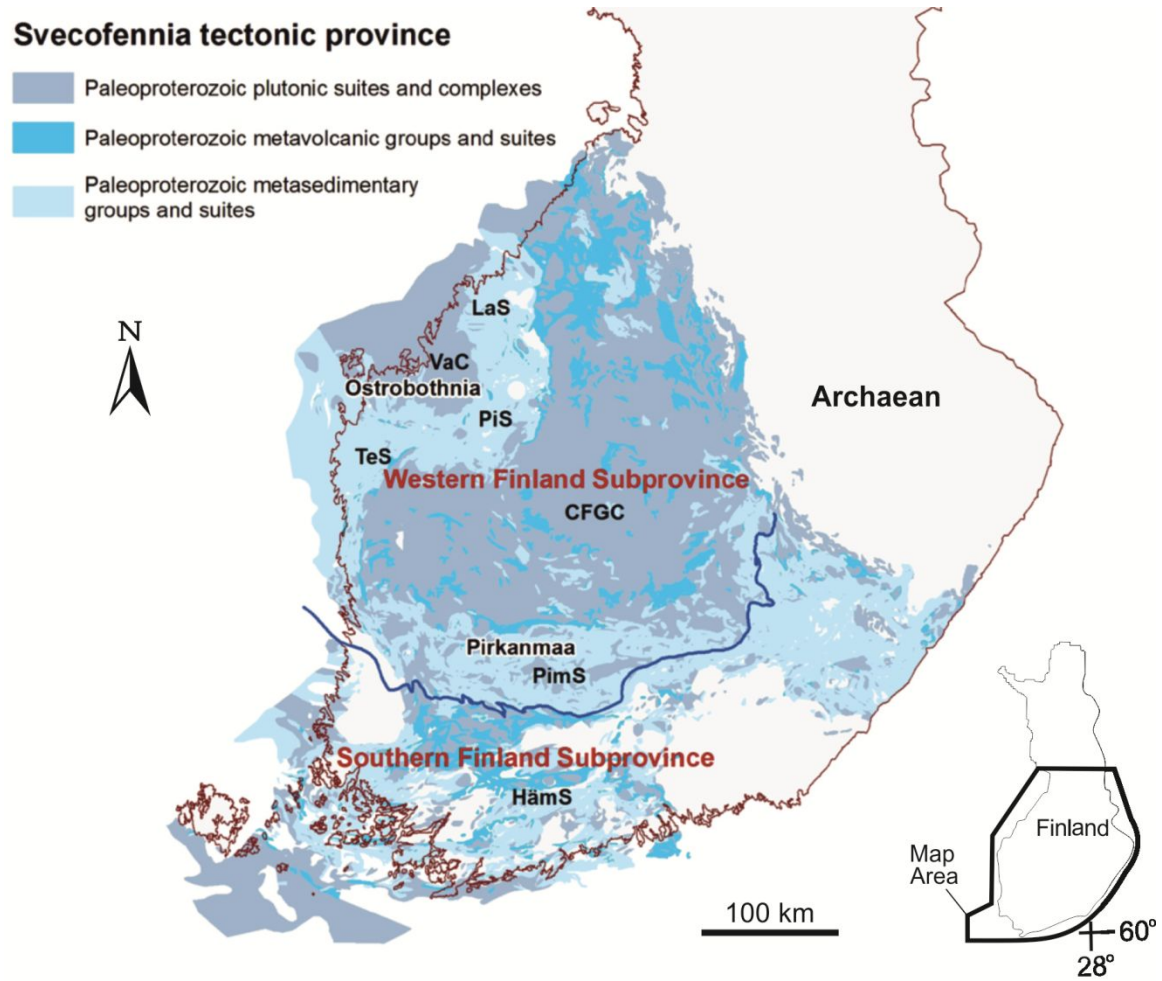 Svecofennia tectonic province
Paleoproterozoic plutonic suites and complexes
Paleoproterozoic metavolcanic groups and suites
Paleoproterozoic metasedimentary
groups and suites
N
LaS
VaC
Ostrobothnia
PiS
TeS
Archaean
Western Finland Subprovince
CFGC
Pirkanmaa
PimS
Southern Finland Subprovince
HämS
100 km
Finland
Map
Area
60°
28°